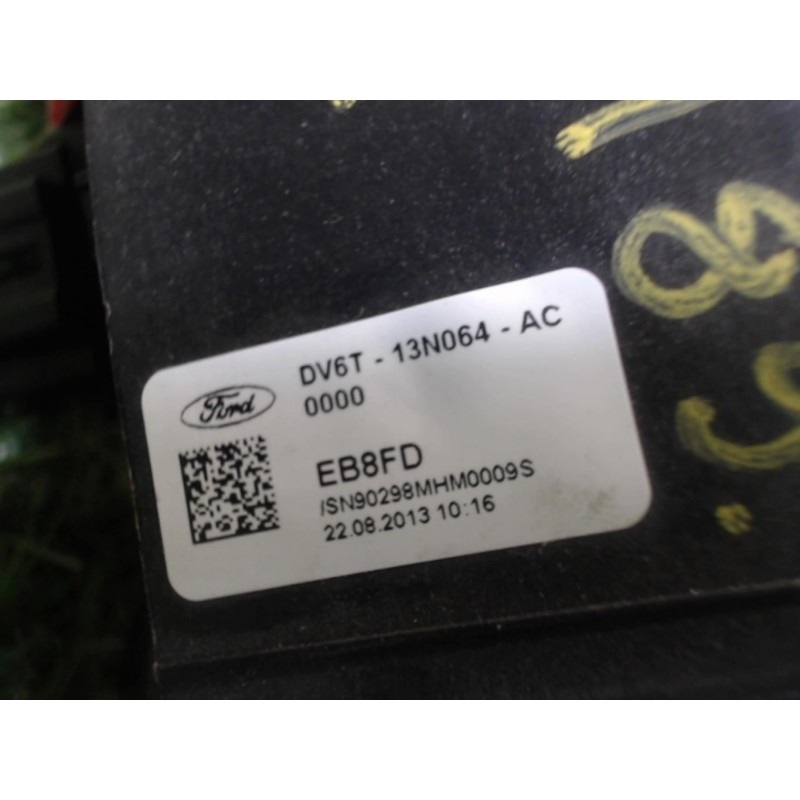 DV6T - 13N064 - AC
Ford
0000
EB8FD
/SN90298MHM0009S
22.08.2013 10:16